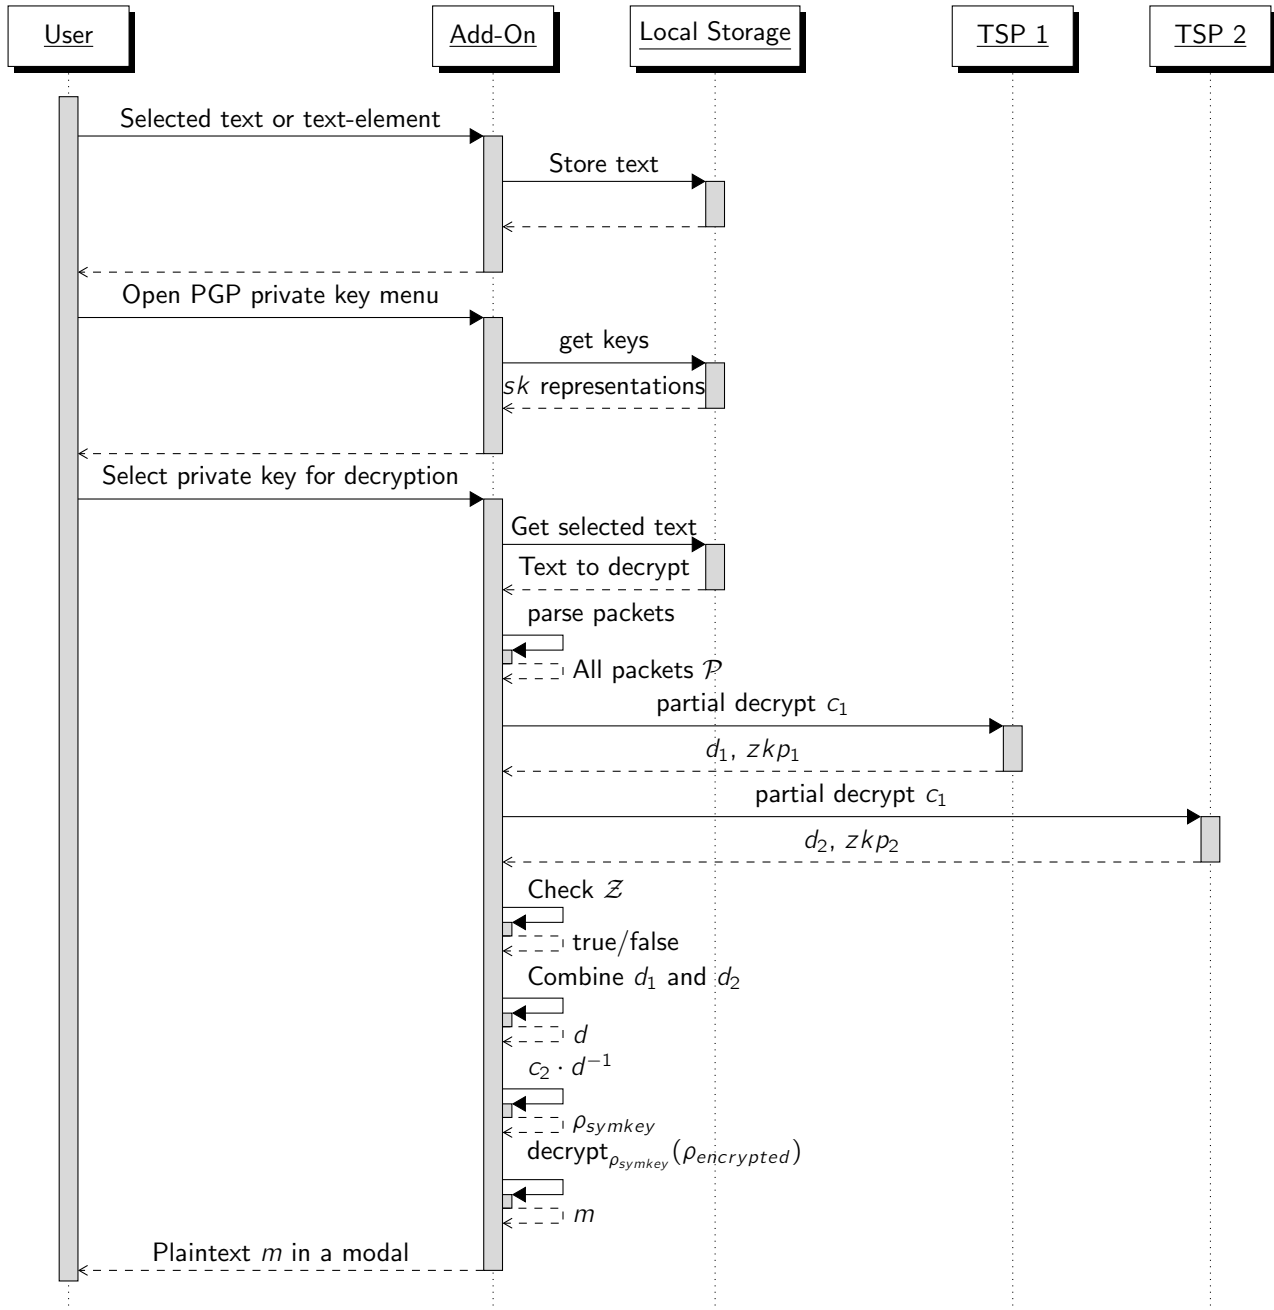 User
Add-On
Local Storage
TSP 1
TSP 2
Selected text or text-element
Store text
Open PGP private key menu
get keys
sk representations
Select private key for decryption
Get selected text
Text to decrypt
parse packets
All packets 𝒫
partial decrypt c₁
d₁, zkp₁
partial decrypt c₁
d₂, zkp₂
Check 𝒵
true/false
Combine d₁ and d₂
d
c₂ · d⁻¹
ρ_symkey
decrypt_ρ_symkey(ρ_encrypted)
m
Plaintext m in a modal